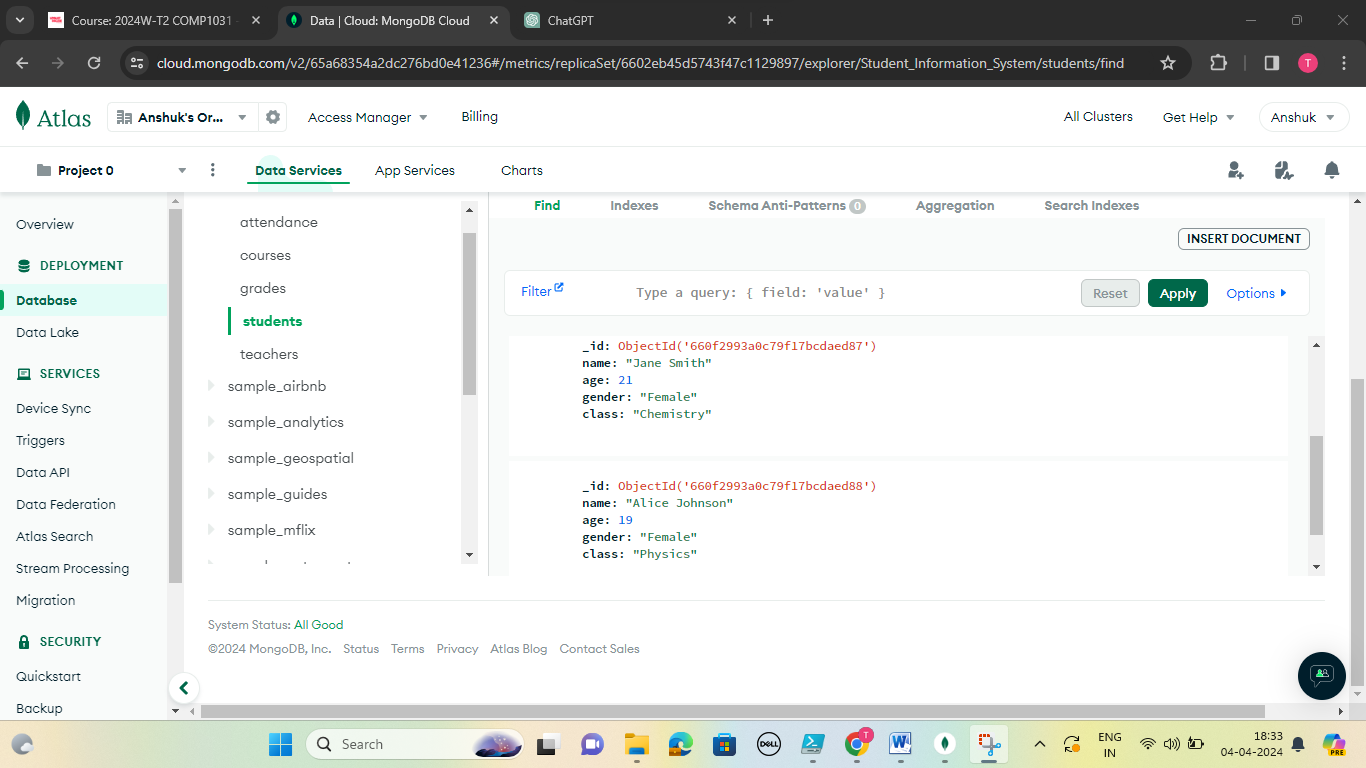 Course: 2024W-T2 COMP1031
Data | Cloud: MongoDB Cloud
ChatGPT
cloud.mongodb.com/v2/65a68354a2dc276bd0e41236#/metrics/replicaSet/6602eb45d5743f47c1129897/explorer/Student_Information_System/students/find
T
Atlas
Anshuk's Or...
Access Manager
Billing
All Clusters
Get Help
Anshuk
Project 0
Data Services
App Services
Charts
Overview
DEPLOYMENT
Database
Data Lake
SERVICES
Device Sync
Triggers
Data API
Data Federation
Atlas Search
Stream Processing
Migration
SECURITY
Quickstart
Backup
attendance
courses
grades
students
teachers
sample_airbnb
sample_analytics
sample_geospatial
sample_guides
sample_mflix
Find
Indexes
Schema Anti-Patterns 0
Aggregation
Search Indexes
INSERT DOCUMENT
Filter
Type a query: { field: 'value' }
Reset
Apply
Options
_id: ObjectId('660f2993a0c79f17bcdaed87')
name: "Jane Smith"
age: 21
gender: "Female"
class: "Chemistry"
_id: ObjectId('660f2993a0c79f17bcdaed88')
name: "Alice Johnson"
age: 19
gender: "Female"
class: "Physics"
System Status: All Good
©2024 MongoDB, Inc. Status Terms Privacy Atlas Blog Contact Sales
Search
DELL
T
W
ENG
IN
18:33
04-04-2024
PRE